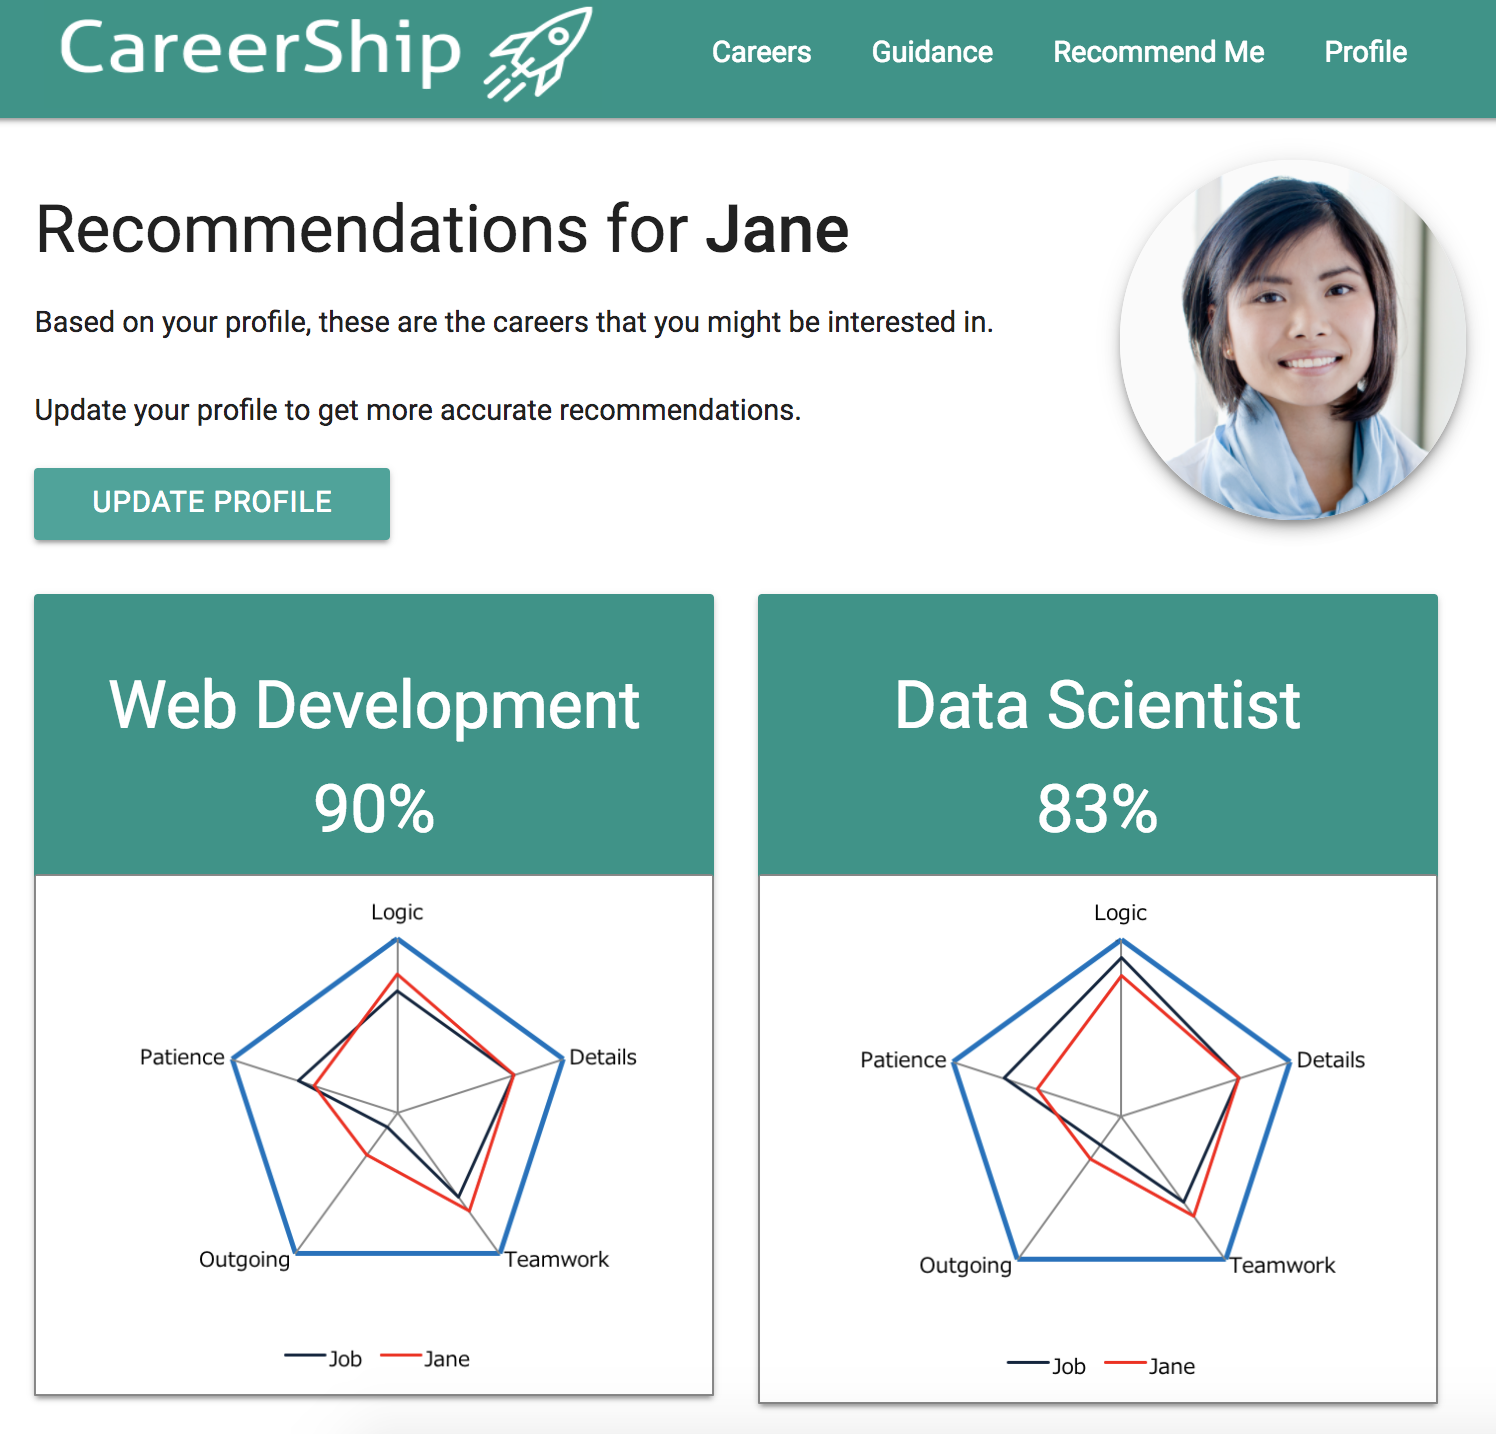 CareerShip
Careers Guidance Recommend Me Profile
Recommendations for Jane
Based on your profile, these are the careers that you might be interested in.
Update your profile to get more accurate recommendations.
UPDATE PROFILE
Web Development
90%
Logic
Patience
Details
Outgoing
Teamwork
Job Jane
Data Scientist
83%
Logic
Patience
Details
Outgoing
Teamwork
Job Jane